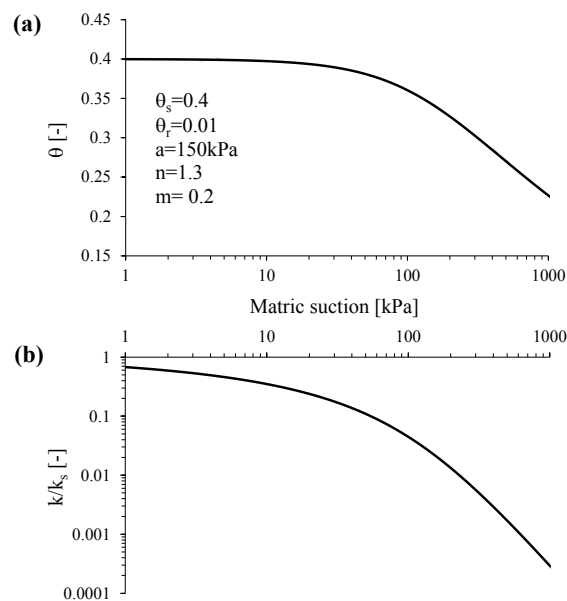 (a)
0.45
0.4
0.35
0.3
0.25
0.2
0.15
θ [-]
θs=0.4
θr=0.01
a=150kPa
n=1.3
m= 0.2
1 10 100 1000
Matric suction [kPa]
1 10 100 1000
(b)
1
0.1
0.01
0.001
0.0001
k/ks [-]